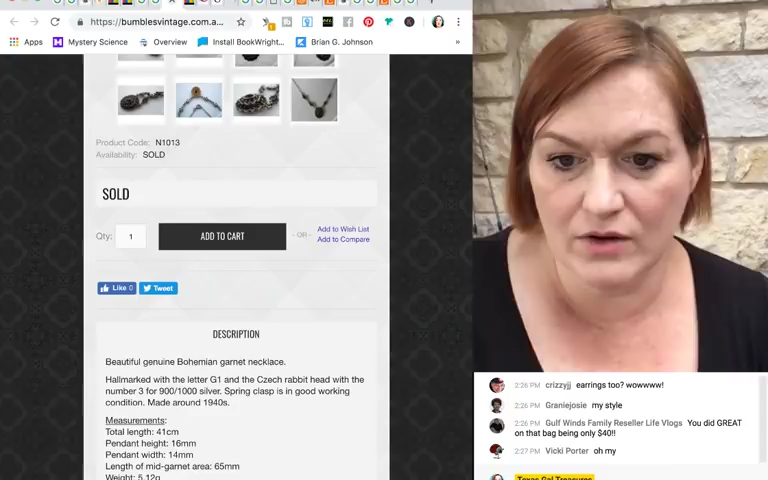 https://bumblesvintage.com.a...
Apps Mystery Science Overview Install BookWright... Brian G. Johnson »
Product Code: N1013
Availability: SOLD
SOLD
Qty: 1 ADD TO CART - OR - Add to Wish List
Add to Compare
Like 0 Tweet
DESCRIPTION
Beautiful genuine Bohemian garnet necklace.
Hallmarked with the letter G1 and the Czech rabbit head with the
number 3 for 900/1000 silver. Spring clasp is in good working
condition. Made around 1940s.
Measurements:
Total length: 41cm
Pendant height: 16mm
Pendant width: 14mm
Length of mid-garnet area: 65mm
Weight: 5.12g
2:26 PM crizzyjj earrings too? wowwww!
2:26 PM Graniejosie my style
2:26 PM Gulf Winds Family Reseller Life Vlogs You did GREAT
on that bag being only $40!!
2:27 PM Vicki Porter oh my
Texas Gal Treasures